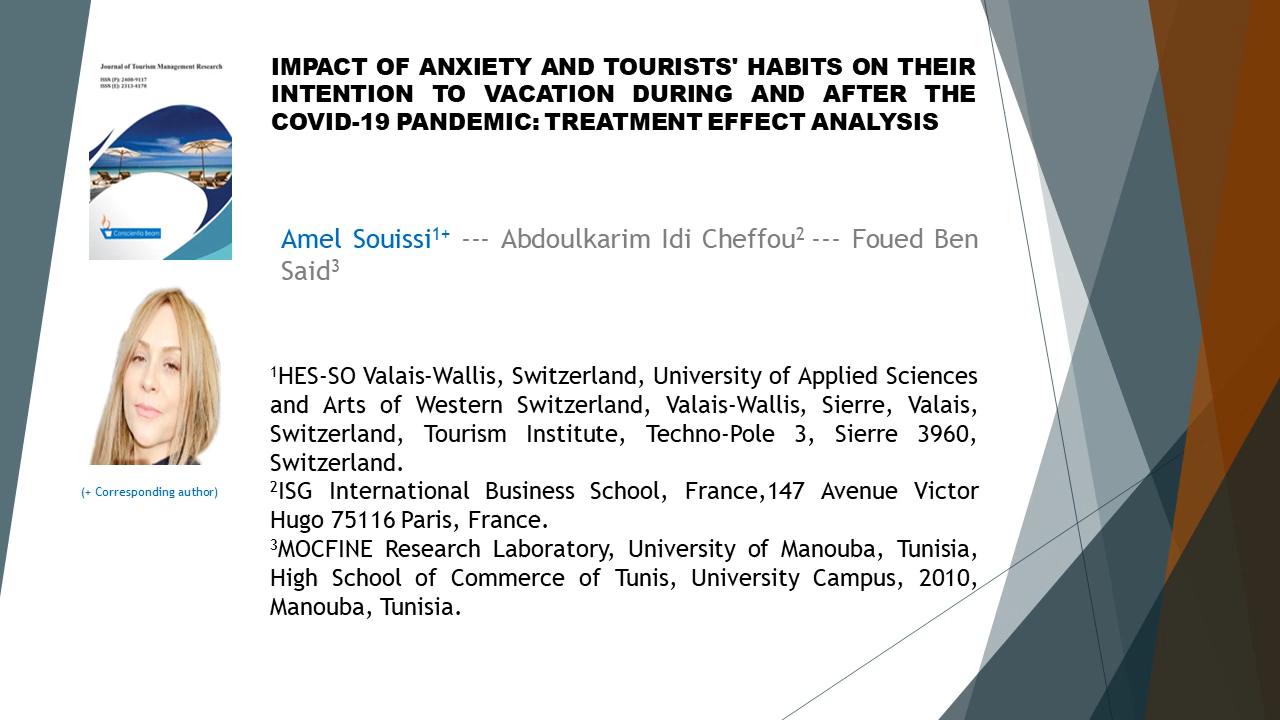 Journal of Tourism Management Research
ISSN (P): 2408-9117
ISSN (E): 2313-4178
Conscientia Beam
IMPACT OF ANXIETY AND TOURISTS' HABITS ON THEIR
INTENTION TO VACATION DURING AND AFTER THE
COVID-19 PANDEMIC: TREATMENT EFFECT ANALYSIS
Amel Souissi¹⁺ --- Abdoulkarim Idi Cheffou² --- Foued Ben
Said³
(+ Corresponding author)
¹HES-SO Valais-Wallis, Switzerland, University of Applied Sciences
and Arts of Western Switzerland, Valais-Wallis, Sierre, Valais,
Switzerland, Tourism Institute, Techno-Pole 3, Sierre 3960,
Switzerland.
²ISG International Business School, France,147 Avenue Victor
Hugo 75116 Paris, France.
³MOCFINE Research Laboratory, University of Manouba, Tunisia,
High School of Commerce of Tunis, University Campus, 2010,
Manouba, Tunisia.